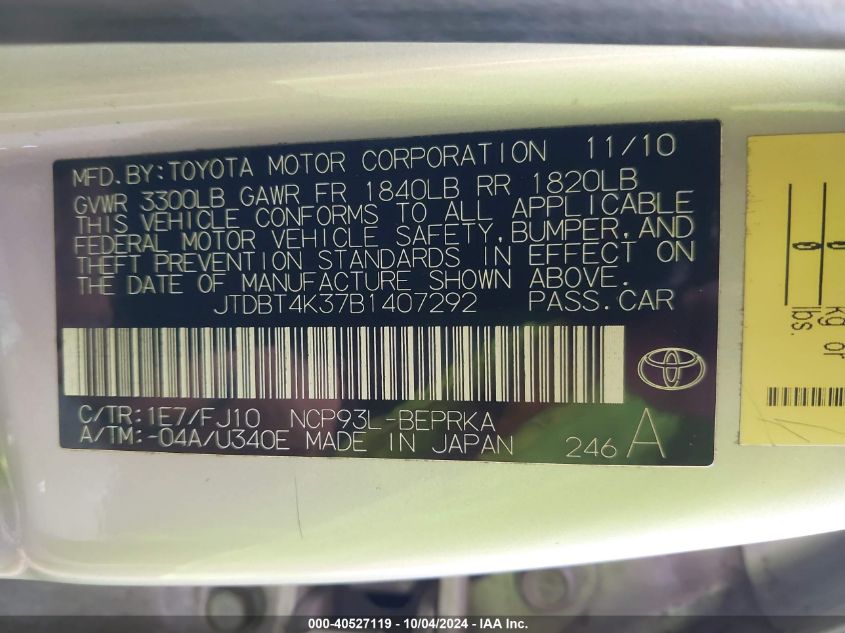 MFD.BY:TOYOTA MOTOR CORPORATION 11/10
GVWR 3300LB GAWR FR 1840LB RR 1820LB
THIS VEHICLE CONFORMS TO ALL APPLICABLE
FEDERAL MOTOR VEHICLE SAFETY,BUMPER,AND
THEFT PREVENTION STANDARDS IN EFFECT ON
THE DATE OF MANUFACTURE SHOWN ABOVE.
JTDBT4K37B1407292 PASS.CAR
C/TR:1E7/FJ10 NCP93L-BEPRKA
A/TM:-04A/U340E MADE IN JAPAN 246 A
kg or
lbs.
000-40527119 - 10/04/2024 - IAA Inc.